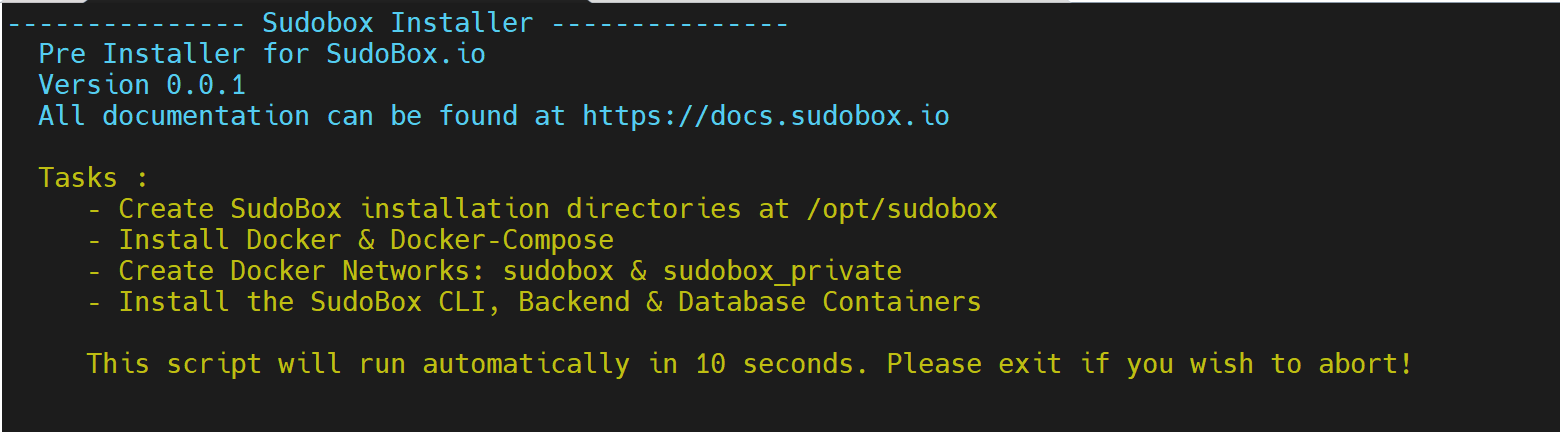 --------------- Sudobox Installer ---------------
Pre Installer for SudoBox.io
Version 0.0.1
All documentation can be found at https://docs.sudobox.io
Tasks :
- Create SudoBox installation directories at /opt/sudobox
- Install Docker & Docker-Compose
- Create Docker Networks: sudobox & sudobox_private
- Install the SudoBox CLI, Backend & Database Containers
This script will run automatically in 10 seconds. Please exit if you wish to abort!